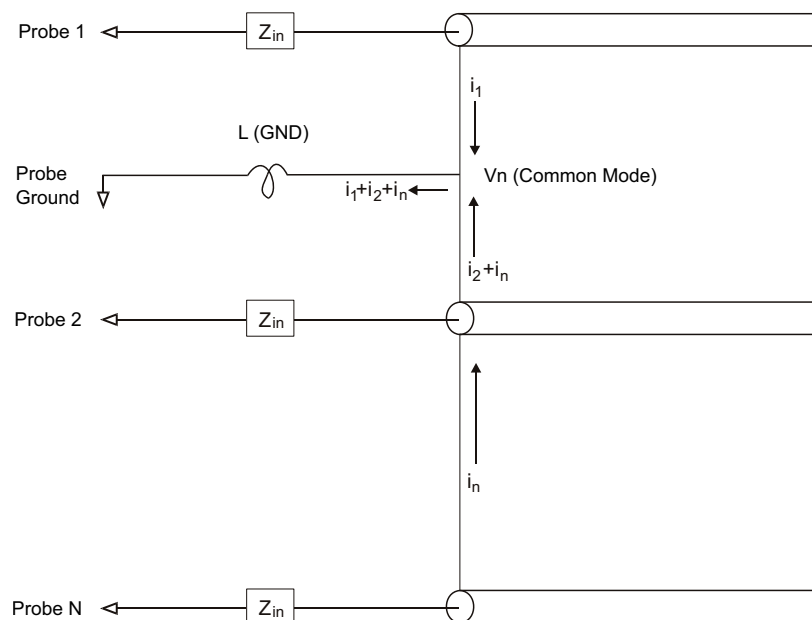 Probe 1
Zin
i1
L (GND)
Probe
Ground
i1+i2+in
Vn (Common Mode)
i2+in
Probe 2
Zin
in
Probe N
Zin